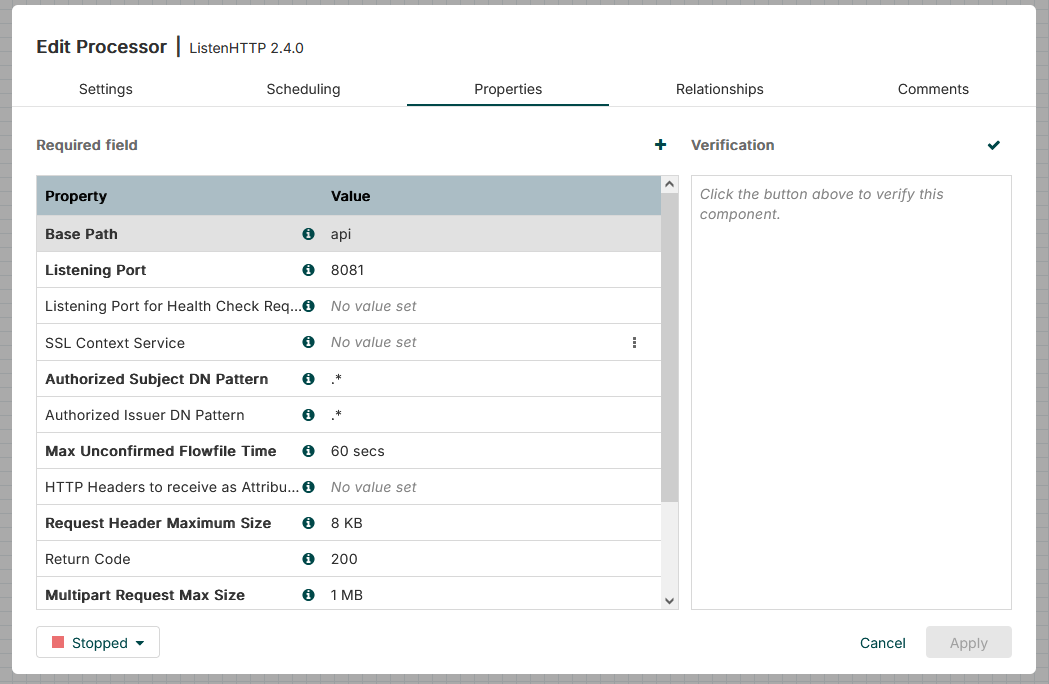 Edit Processor | ListenHTTP 2.4.0
Settings Scheduling Properties Relationships Comments
Required field
Verification
Property Value
Click the button above to verify this
component.
Base Path api
Listening Port 8081
Listening Port for Health Check Req... No value set
SSL Context Service No value set
Authorized Subject DN Pattern .*
Authorized Issuer DN Pattern .*
Max Unconfirmed Flowfile Time 60 secs
HTTP Headers to receive as Attribu... No value set
Request Header Maximum Size 8 KB
Return Code 200
Multipart Request Max Size 1 MB
Stopped
Cancel Apply